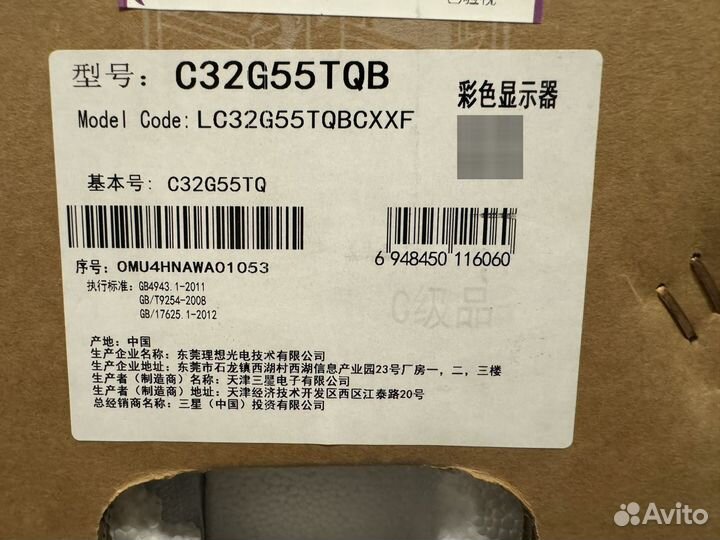 型号: C32G55TQB
彩色显示器
Model Code: LC32G55TQBCXXF
基本号: C32G55TQ
6 948450 116060
序号: 0MU4HNAWA01053
执行标准: GB4943.1-2011
GB/T9254-2008
GB/17625.1-2012
C级品
产地: 中国
生产企业名称: 东莞理想光电技术有限公司
生产企业地址: 东莞市石龙镇西湖村西湖信息产业园23号厂房一, 二, 三楼
生产者（制造商）名称: 天津三星电子有限公司
生产者（制造商）地址: 天津经济技术开发区西区江泰路20号
总经销商名称: 三星（中国）投资有限公司
Avito